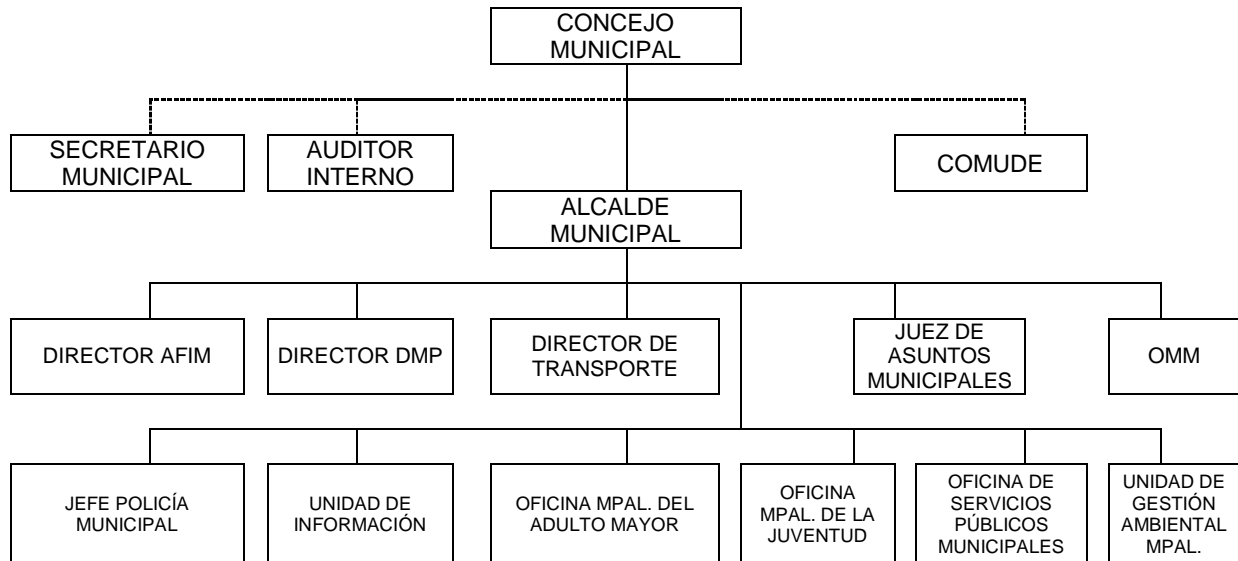 CONCEJO
MUNICIPAL
SECRETARIO
MUNICIPAL
AUDITOR
INTERNO
COMUDE
ALCALDE
MUNICIPAL
DIRECTOR AFIM
DIRECTOR DMP
DIRECTOR DE
TRANSPORTE
JUEZ DE
ASUNTOS
MUNICIPALES
OMM
JEFE POLICÍA
MUNICIPAL
UNIDAD DE
INFORMACIÓN
OFICINA MPAL. DEL
ADULTO MAYOR
OFICINA
MPAL. DE LA
JUVENTUD
OFICINA DE
SERVICIOS
PÚBLICOS
MUNICIPALES
UNIDAD DE
GESTIÓN
AMBIENTAL
MPAL.